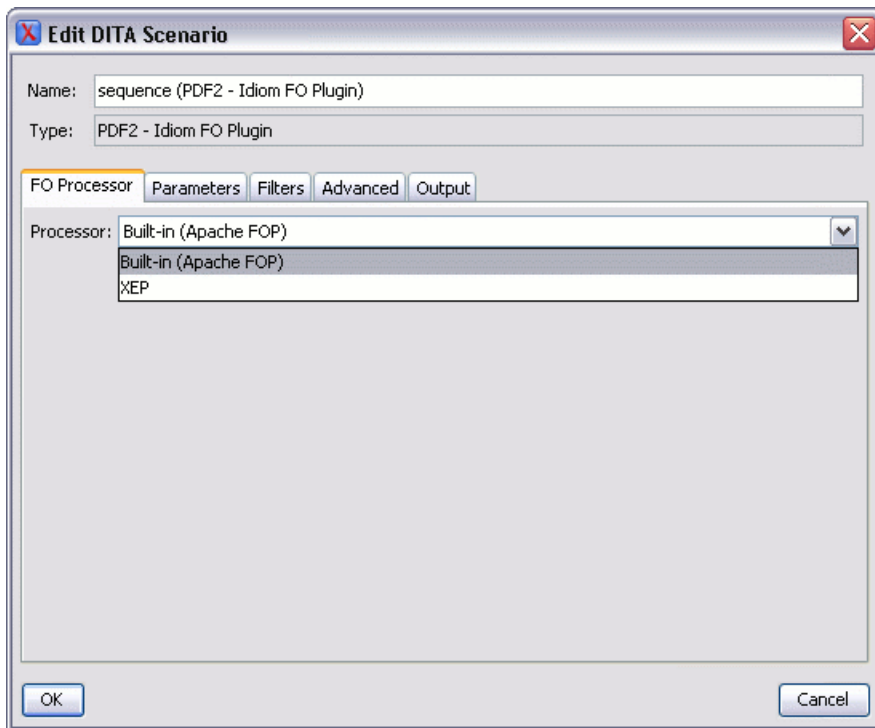 Edit DITA Scenario
Name: sequence (PDF2 - Idiom FO Plugin)
Type: PDF2 - Idiom FO Plugin
FO Processor Parameters Filters Advanced Output
Processor: Built-in (Apache FOP)
Built-in (Apache FOP)
XEP
OK Cancel